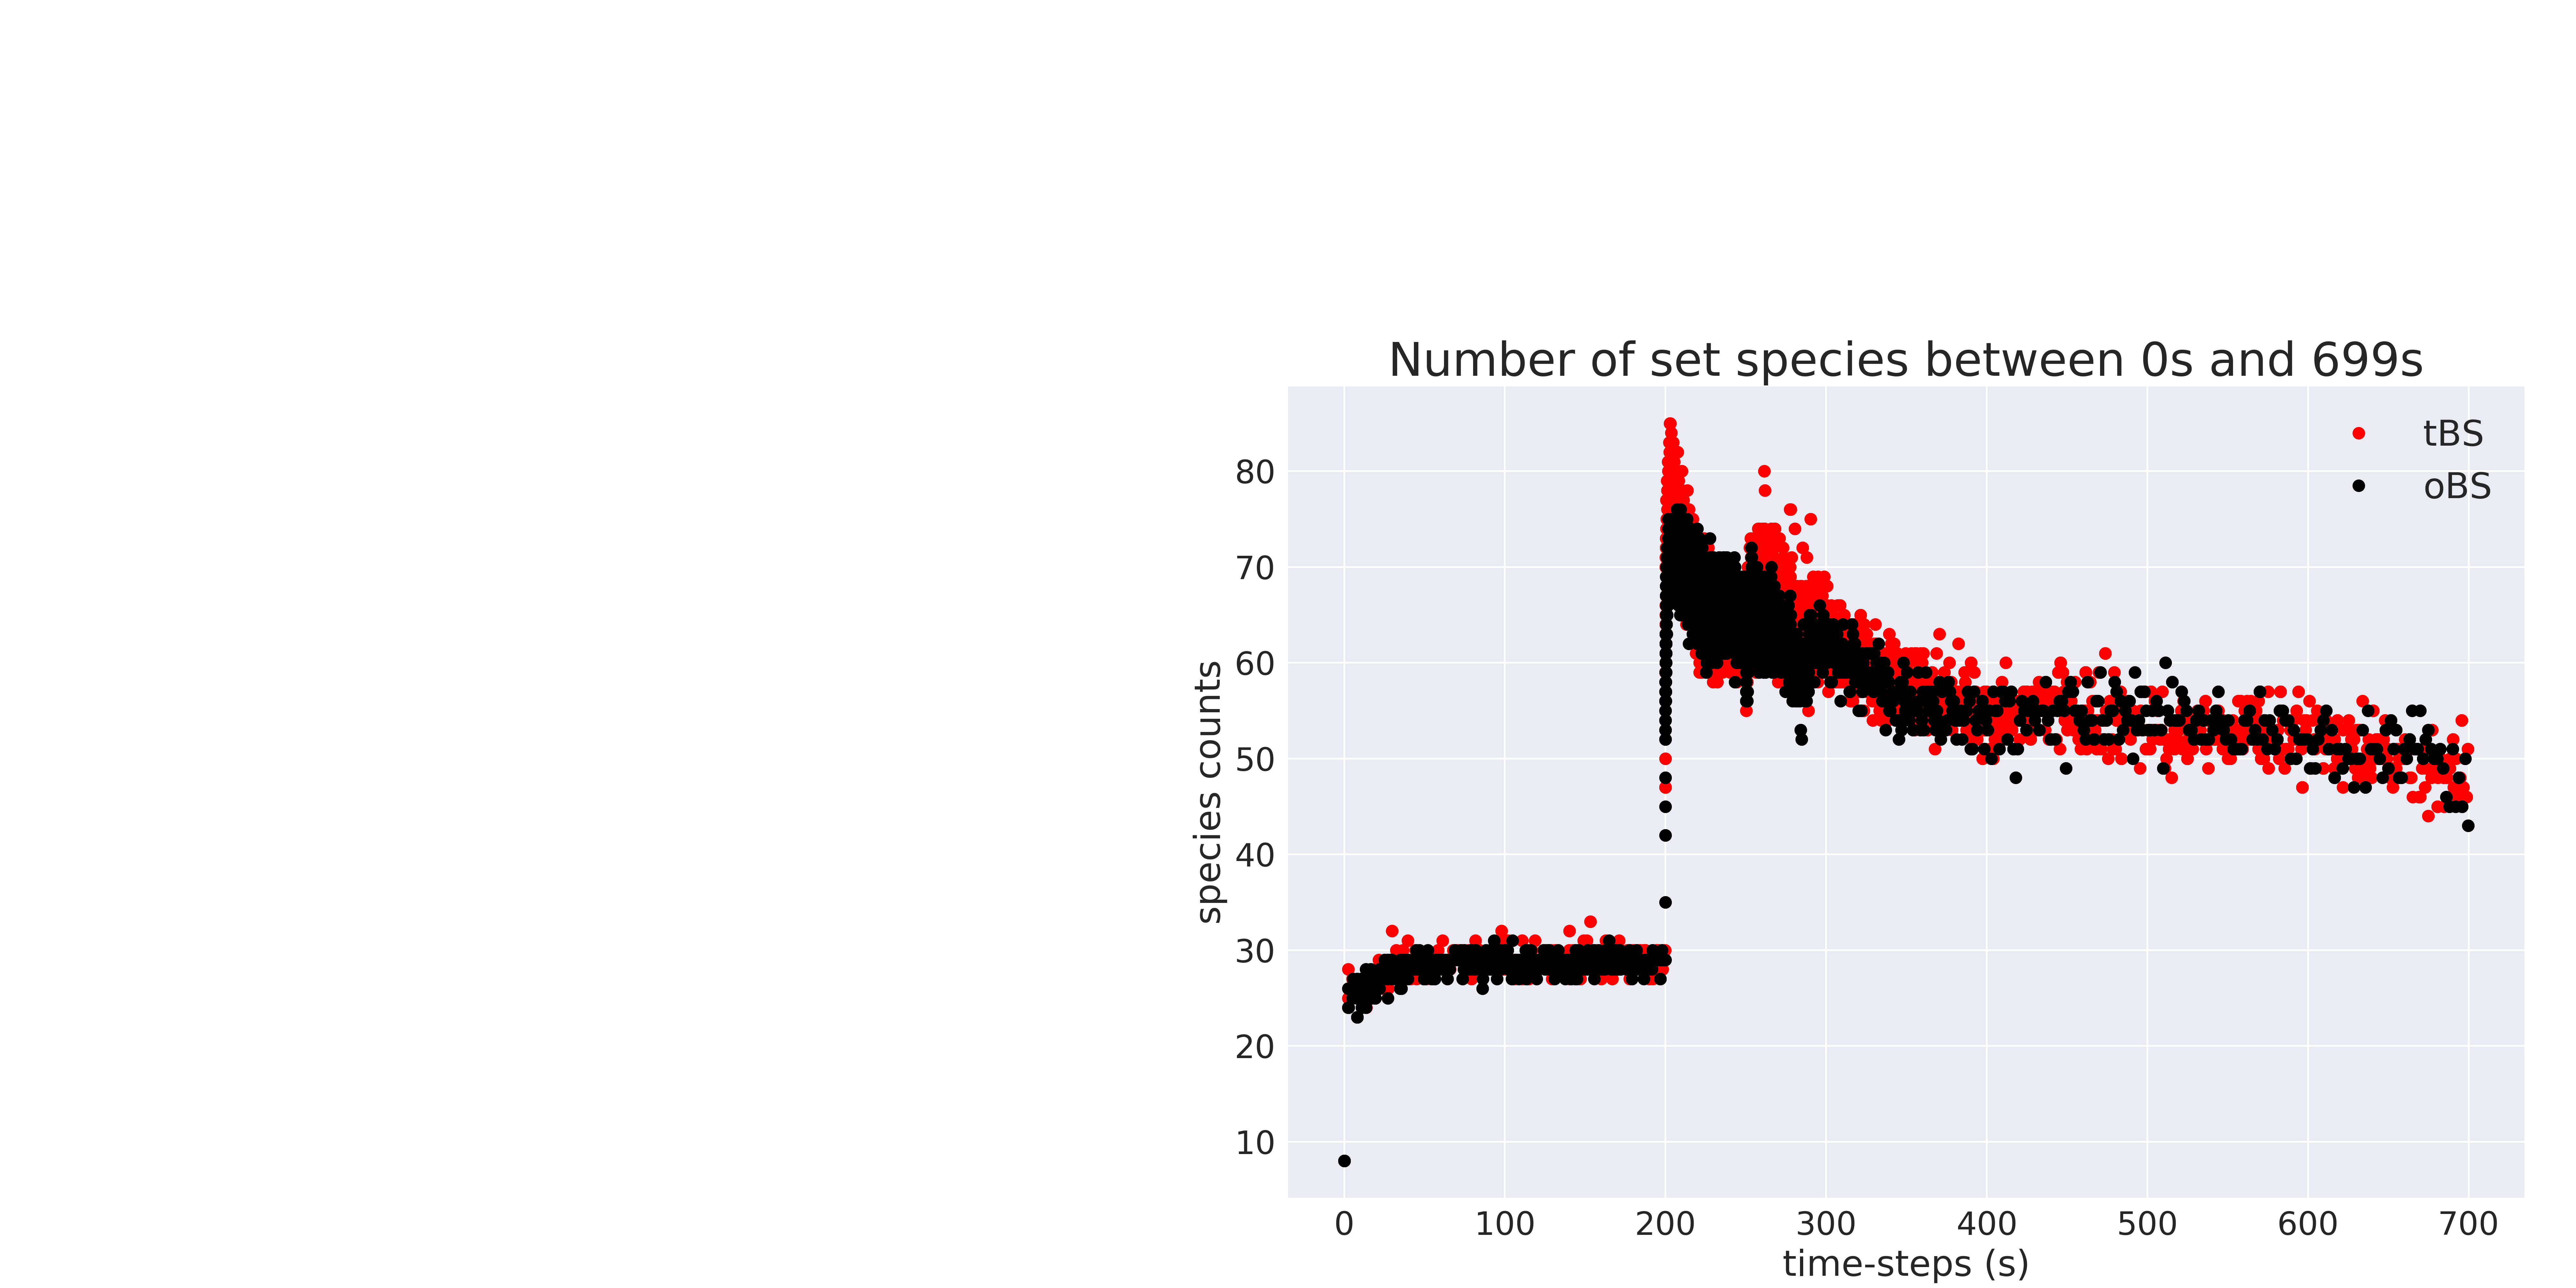 Number of set species between 0s and 699s
tBS
oBS
80
70
60
50
40
30
20
10
species counts
0 100 200 300 400 500 600 700
time-steps (s)